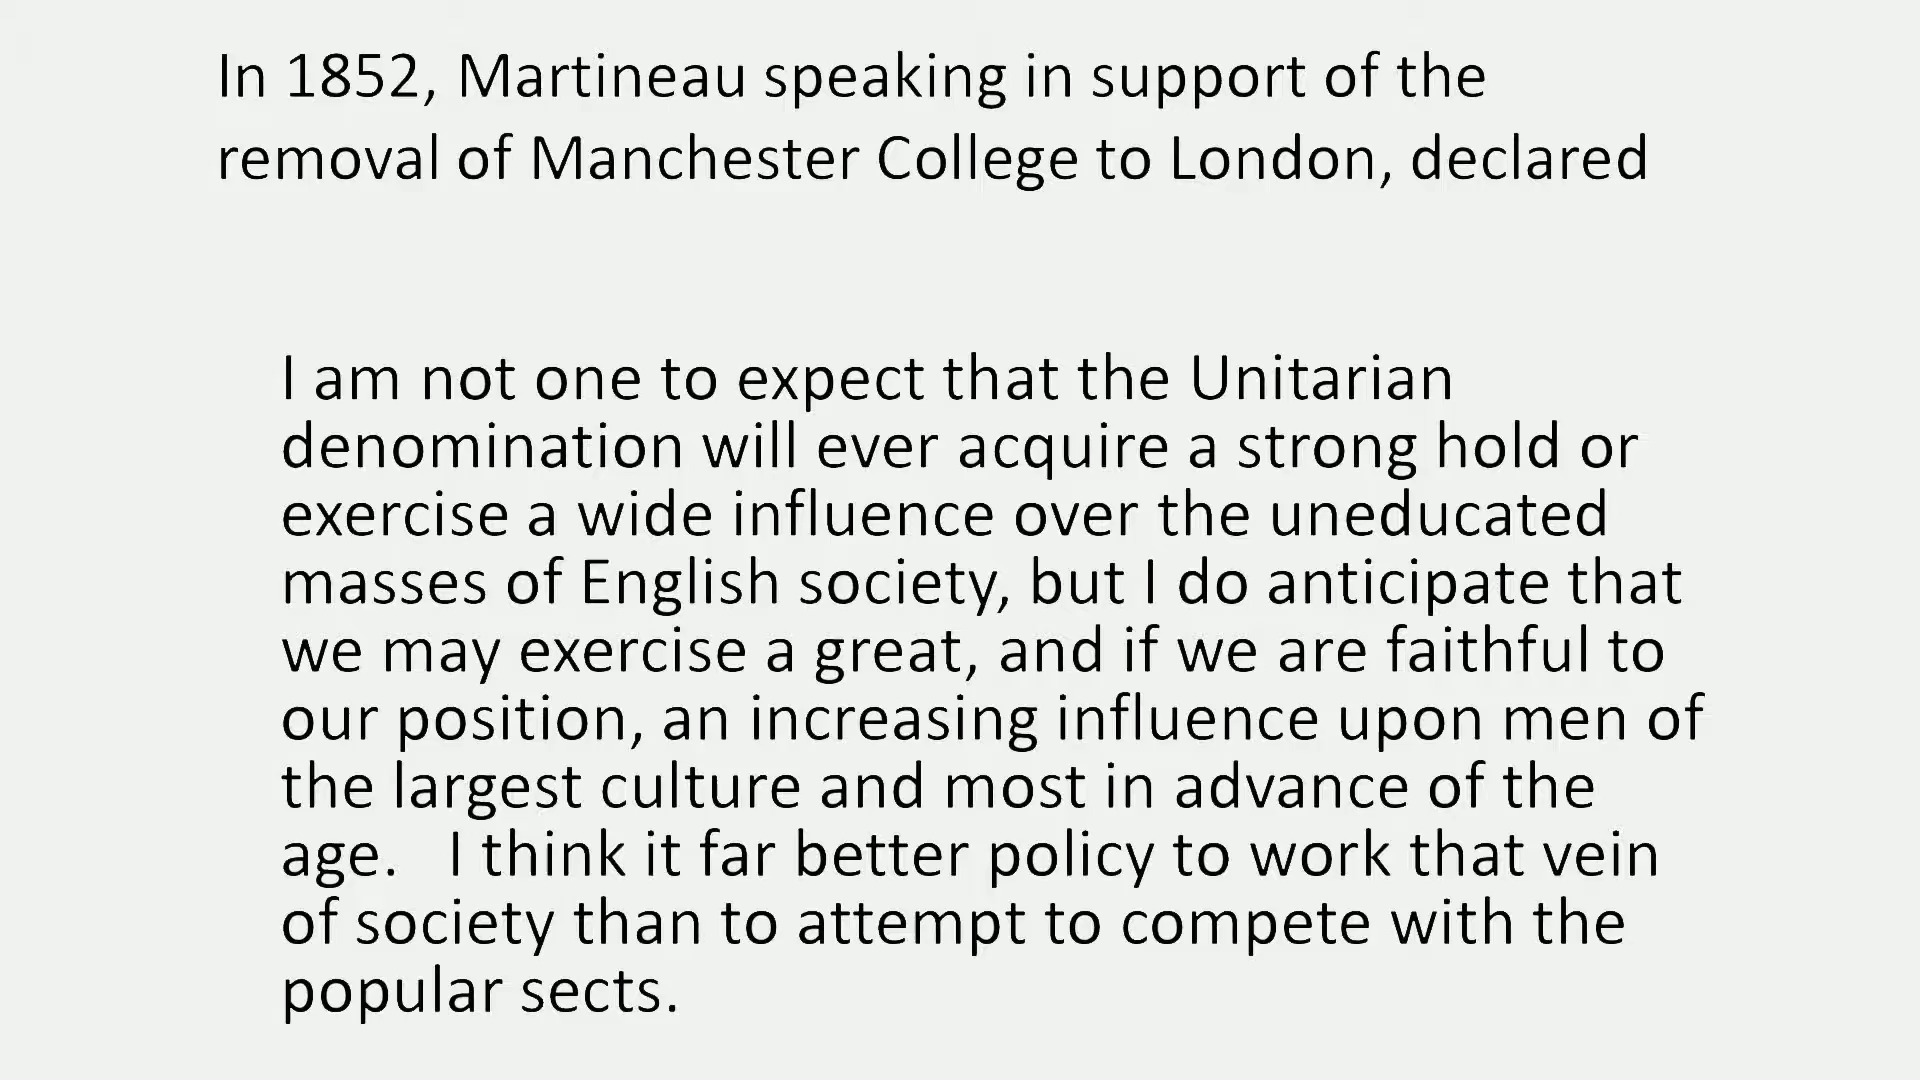 In 1852, Martineau speaking in support of the
removal of Manchester College to London, declared
I am not one to expect that the Unitarian
denomination will ever acquire a strong hold or
exercise a wide influence over the uneducated
masses of English society, but I do anticipate that
we may exercise a great, and if we are faithful to
our position, an increasing influence upon men of
the largest culture and most in advance of the
age.   I think it far better policy to work that vein
of society than to attempt to compete with the
popular sects.